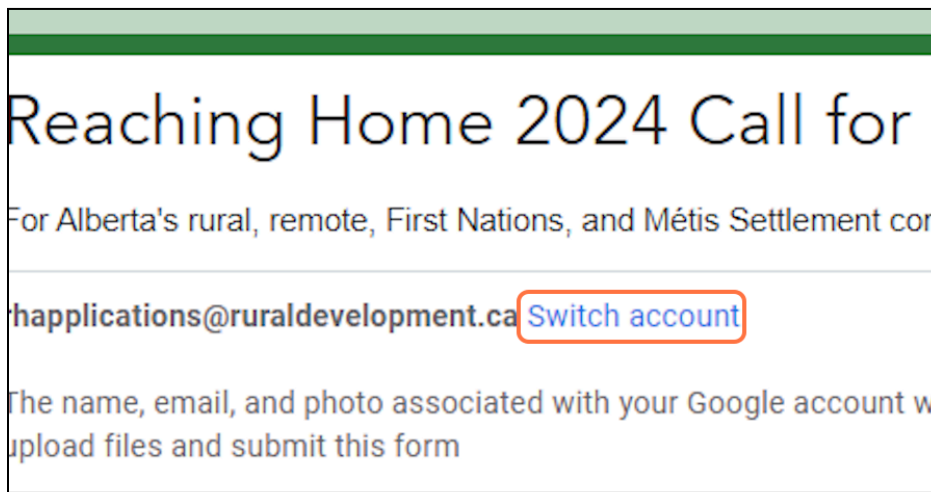 Reaching Home 2024 Call for
For Alberta's rural, remote, First Nations, and Métis Settlement
rhapplications@ruraldevelopment.ca Switch account
The name, email, and photo associated with your Google account
upload files and submit this form